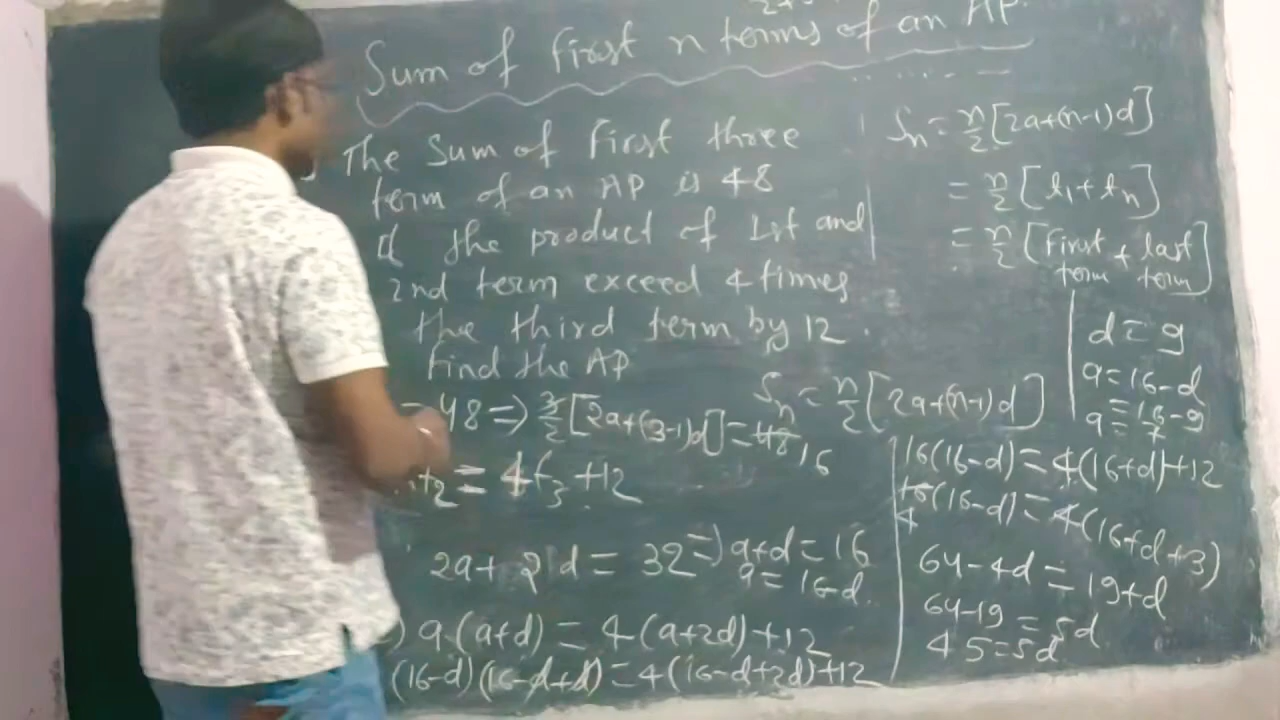 Sum of first n terms of an AP.
The Sum of First three
term of an AP is 48
If the product of 1st and
2nd term exceed 4 times
the third term by 12.
Find the AP
= 48 => 3/2 [2a+(3-1)d] = 48 16
t2 = 4t3 + 12
2a + 2d = 32 => a+d = 16
a = 16-d.
a.(a+d) = 4(a+2d)+12
(16-d)(16-d+d) = 4(16-d+2d)+12
Sn = n/2 [2a+(n-1)d]
= n/2 [t1+tn]
= n/2 [First term + last term]
Sn = n/2 [2a+(n-1)d]
d = 9
a = 16-d
a = 16-9
= 7
16(16-d) = 4(16+d)+12
16(16-d) = 4(16+d+3)
4
64-4d = 19+d
64-19 = 5d
45 = 5d